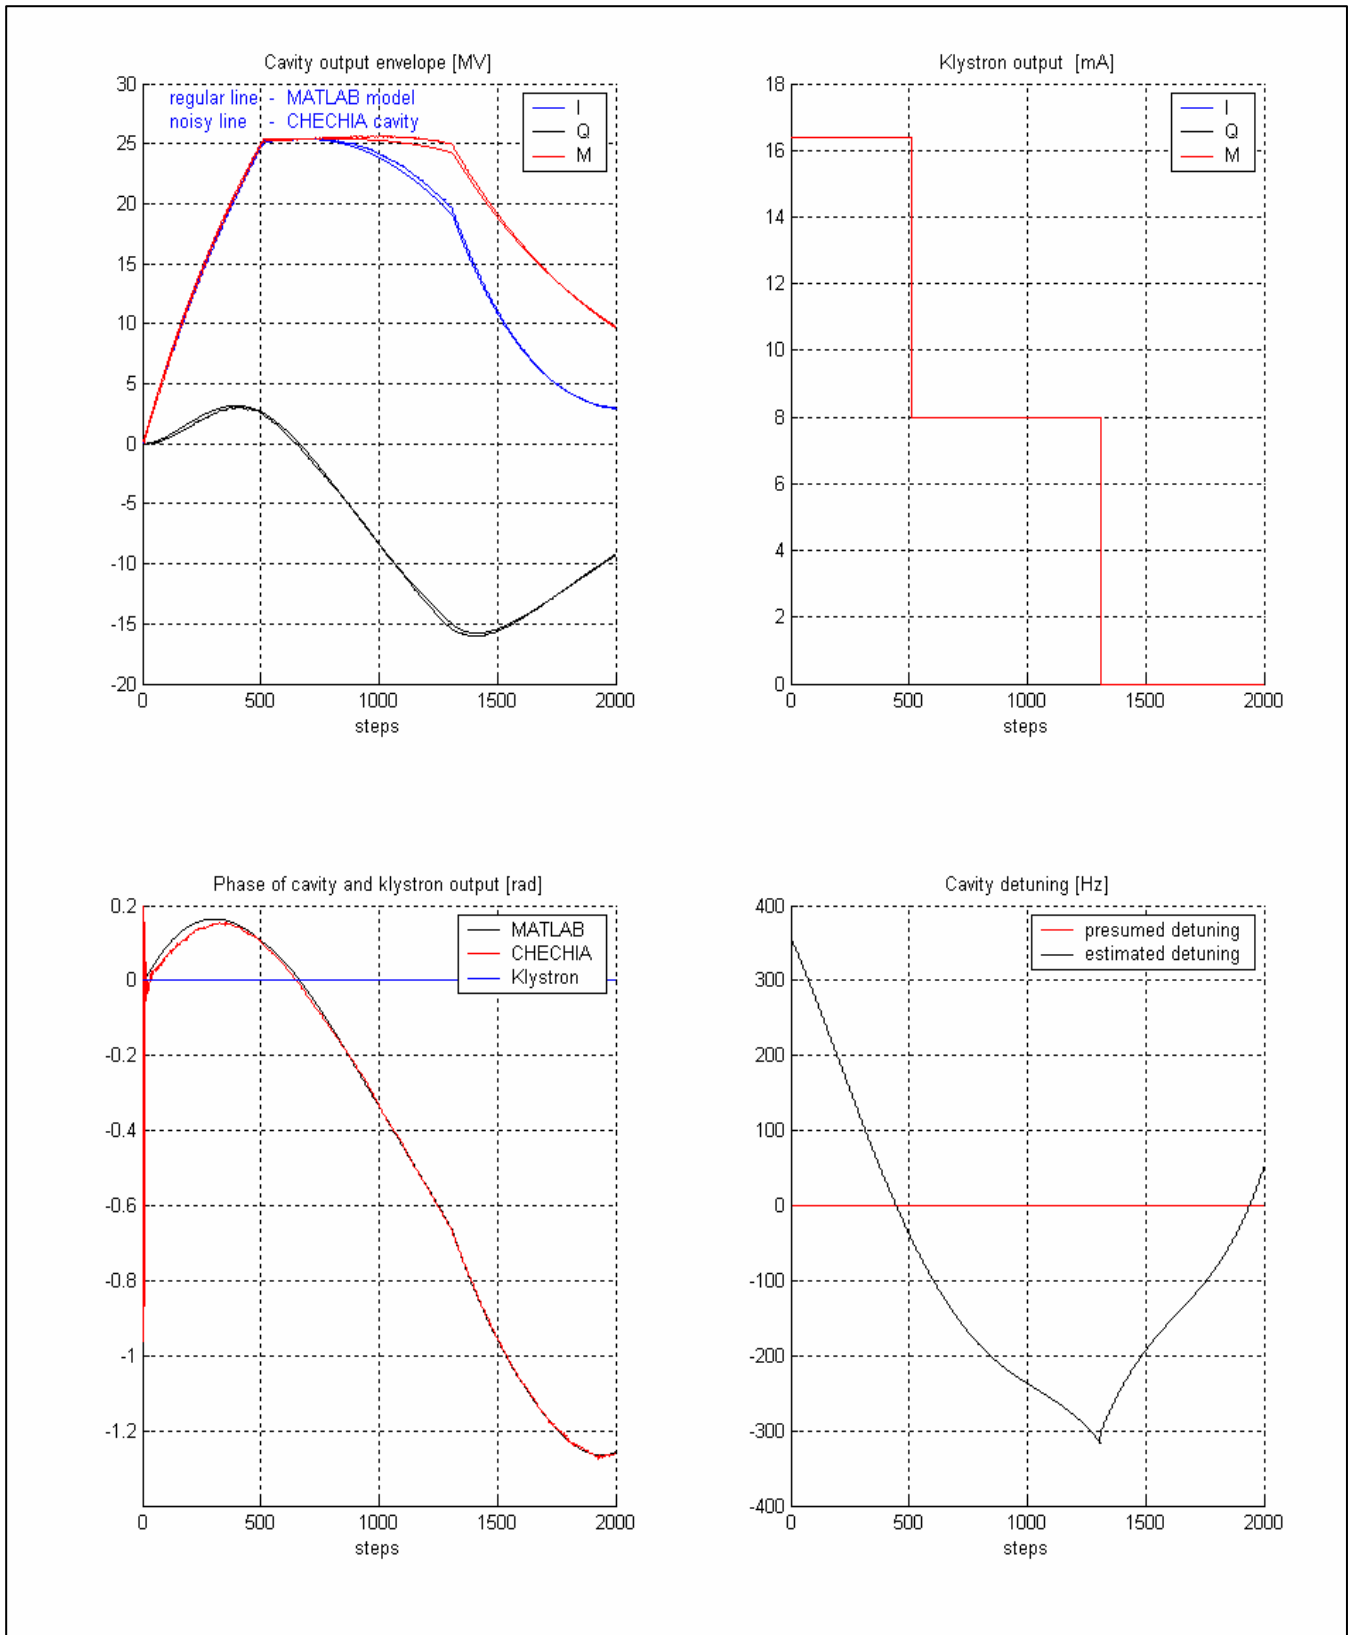 Cavity output envelope [MV]
30
25
20
15
10
5
0
-5
-10
-15
-20
regular line - MATLAB model
noisy line - CHECHIA cavity
I
Q
M
0 500 1000 1500 2000
steps
Klystron output [mA]
18
16
14
12
10
8
6
4
2
0
I
Q
M
0 500 1000 1500 2000
steps
Phase of cavity and klystron output [rad]
0.2
0
-0.2
-0.4
-0.6
-0.8
-1
-1.2
MATLAB
CHECHIA
Klystron
0 500 1000 1500 2000
steps
Cavity detuning [Hz]
400
300
200
100
0
-100
-200
-300
-400
presumed detuning
estimated detuning
0 500 1000 1500 2000
steps